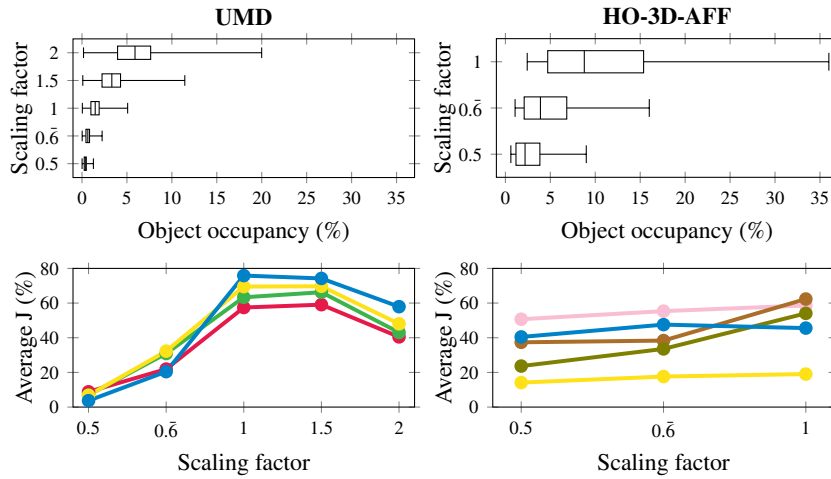 UMD
HO-3D-AFF
Scaling factor
2
1.5
1
0.6̄
0.5
0 5 10 15 20 25 30 35
Object occupancy (%)
Scaling factor
1
0.6̄
0.5
0 5 10 15 20 25 30 35
Object occupancy (%)
Average J (%)
80
60
40
20
0
0.5 0.6̄ 1 1.5 2
Scaling factor
Average J (%)
80
60
40
20
0
0.5 0.6̄ 1
Scaling factor